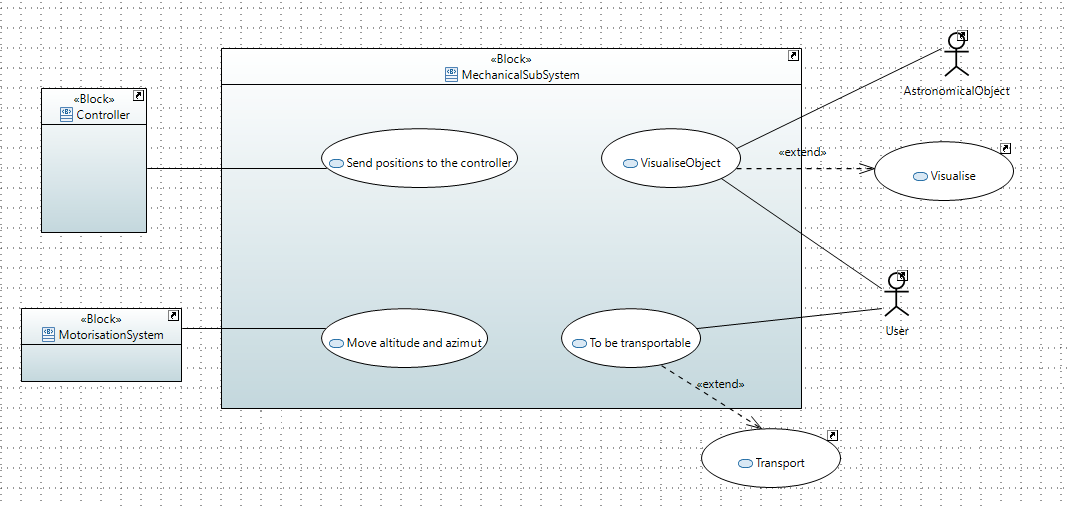 «Block»
MechanicalSubSystem
AstronomicalObject
«Block»
Controller
Send positions to the controller
VisualiseObject
«extend»
Visualise
«Block»
MotorisationSystem
Move altitude and azimut
To be transportable
User
«extend»
Transport